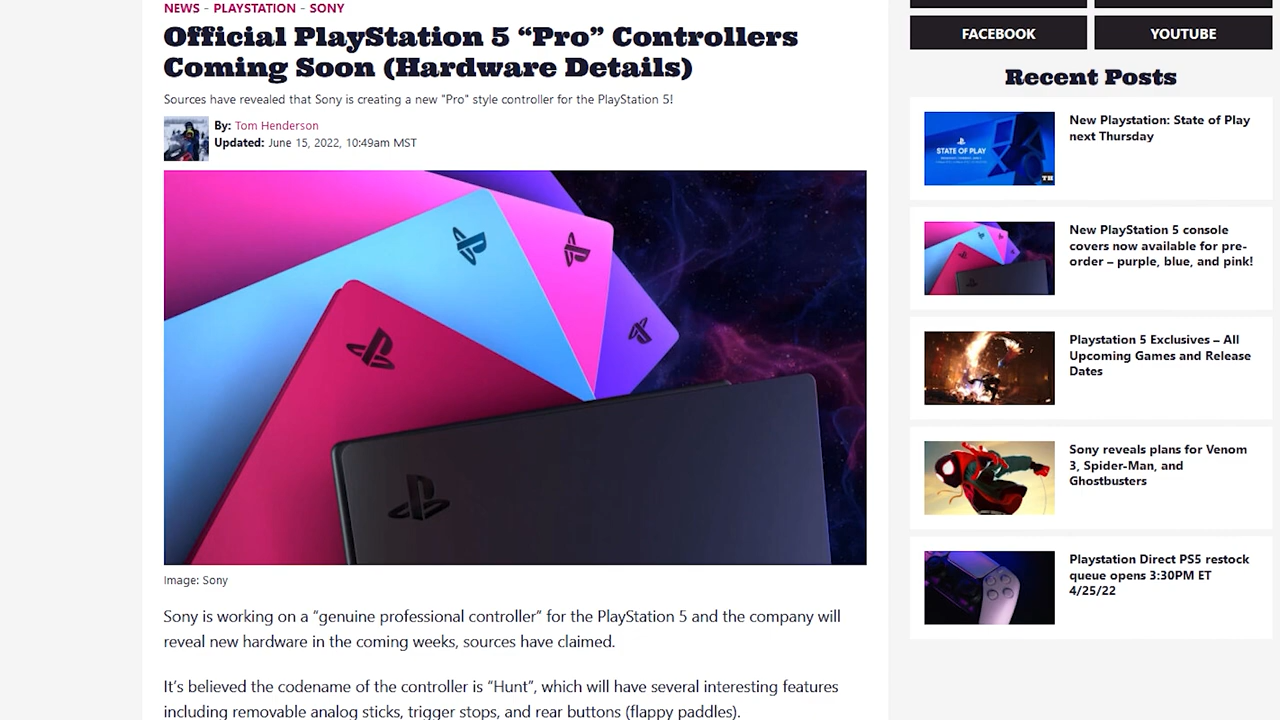 NEWS - PLAYSTATION - SONY
Official PlayStation 5 “Pro” Controllers
Coming Soon (Hardware Details)
Sources have revealed that Sony is creating a new "Pro" style controller for the PlayStation 5!
By: Tom Henderson
Updated: June 15, 2022, 10:49am MST
Image: Sony
Sony is working on a “genuine professional controller” for the PlayStation 5 and the company will
reveal new hardware in the coming weeks, sources have claimed.
It’s believed the codename of the controller is “Hunt”, which will have several interesting features
including removable analog sticks, trigger stops, and rear buttons (flappy paddles).
FACEBOOK
YOUTUBE
Recent Posts
STATE OF PLAY
TH
New Playstation: State of Play
next Thursday
New PlayStation 5 console
covers now available for pre-
order – purple, blue, and pink!
Playstation 5 Exclusives – All
Upcoming Games and Release
Dates
Sony reveals plans for Venom
3, Spider-Man, and
Ghostbusters
Playstation Direct PS5 restock
queue opens 3:30PM ET
4/25/22